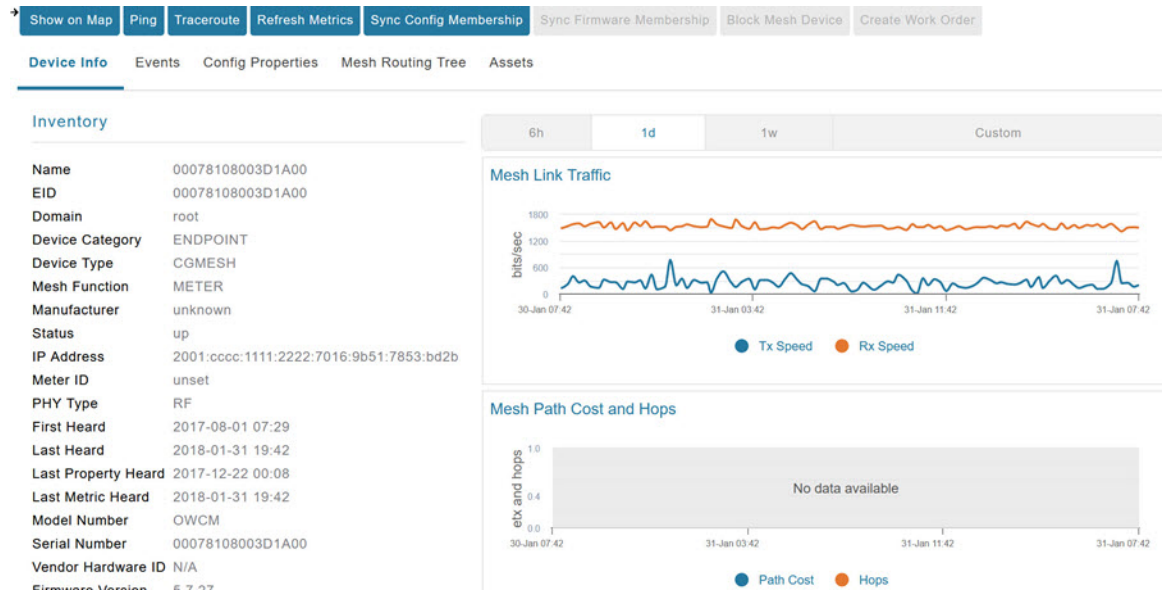 Show on Map Ping Traceroute Refresh Metrics Sync Config Membership Sync Firmware Membership Block Mesh Device Create Work Order
Device Info Events Config Properties Mesh Routing Tree Assets
Inventory
Name 00078108003D1A00
EID 00078108003D1A00
Domain root
Device Category ENDPOINT
Device Type CGMESH
Mesh Function METER
Manufacturer unknown
Status up
IP Address 2001:cccc:1111:2222:7016:9b51:7853:bd2b
Meter ID unset
PHY Type RF
First Heard 2017-08-01 07:29
Last Heard 2018-01-31 19:42
Last Property Heard 2017-12-22 00:08
Last Metric Heard 2018-01-31 19:42
Model Number OWCM
Serial Number 00078108003D1A00
Vendor Hardware ID N/A
Firmware Version 5.7.27
6h 1d 1w Custom
Mesh Link Traffic
bits/sec
1800
1200
600
0
30-Jan 07:42 31-Jan 03:42 31-Jan 11:42 31-Jan 07:42
Tx Speed Rx Speed
Mesh Path Cost and Hops
etx and hops
1.0
0.4
0.0
No data available
30-Jan 07:42 31-Jan 03:42 31-Jan 11:42 31-Jan 07:42
Path Cost Hops